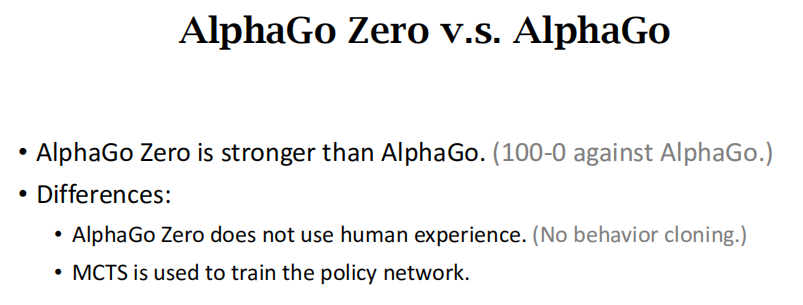 AlphaGo Zero v.s. AlphaGo
• AlphaGo Zero is stronger than AlphaGo. (100-0 against AlphaGo.)
• Differences:
• AlphaGo Zero does not use human experience. (No behavior cloning.)
• MCTS is used to train the policy network.